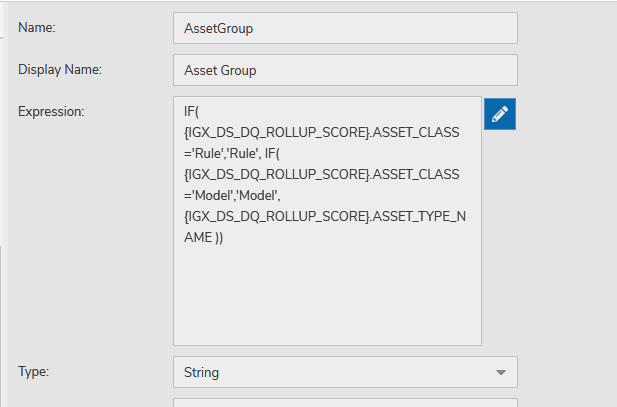 Name:
AssetGroup
Display Name:
Asset Group
Expression:
IF(
{IGX_DS_DQ_ROLLUP_SCORE}.ASSET_CLASS
='Rule','Rule', IF(
{IGX_DS_DQ_ROLLUP_SCORE}.ASSET_CLASS
='Model','Model',
{IGX_DS_DQ_ROLLUP_SCORE}.ASSET_TYPE_N
AME ))
Type:
String